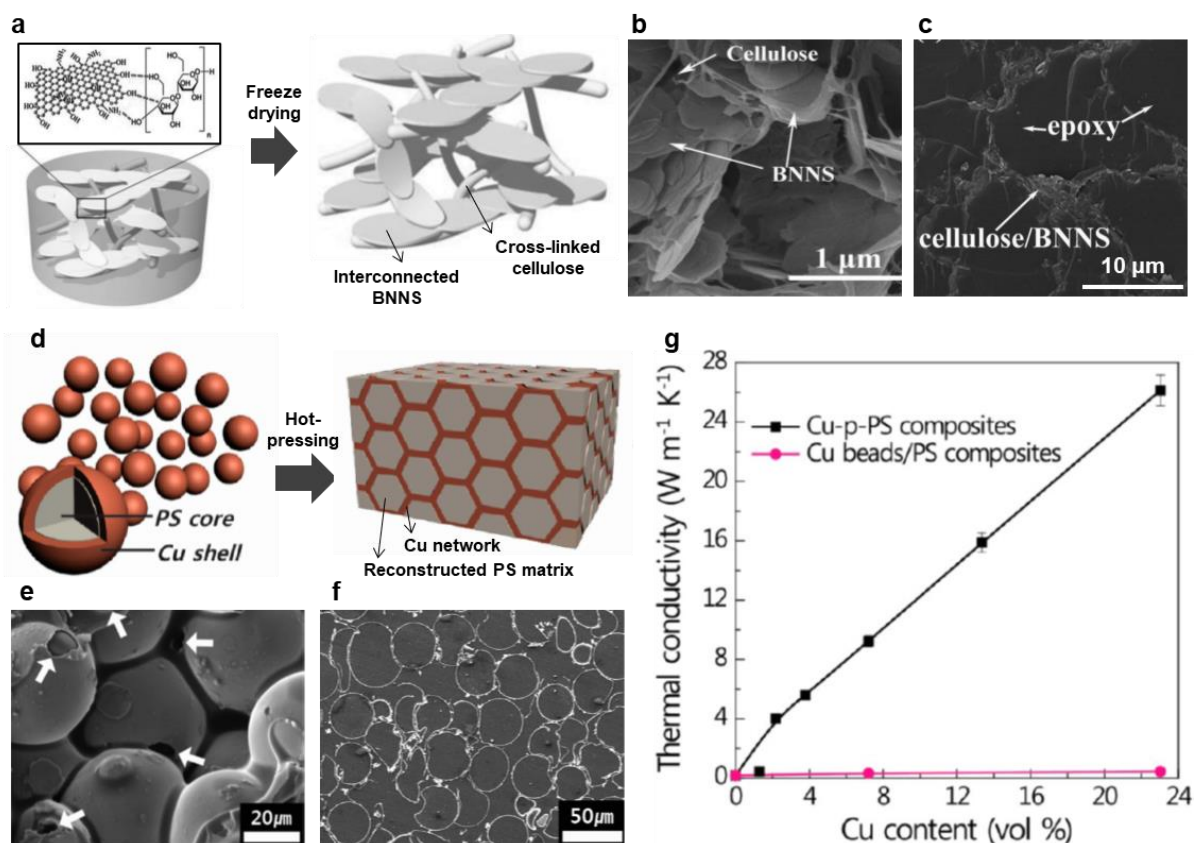 a
Freeze
drying
Interconnected
BNNS
Cross-linked
cellulose
b
Cellulose
BNNS
1 µm
c
epoxy
cellulose/BNNS
10 µm
d
PS core
Cu shell
Hot-
pressing
Cu network
Reconstructed PS matrix
e
20µm
f
50µm
g
Thermal conductivity (W m⁻¹ K⁻¹)
28
24
20
16
12
8
4
0
Cu-p-PS composites
Cu beads/PS composites
0 4 8 12 16 20 24
Cu content (vol %)